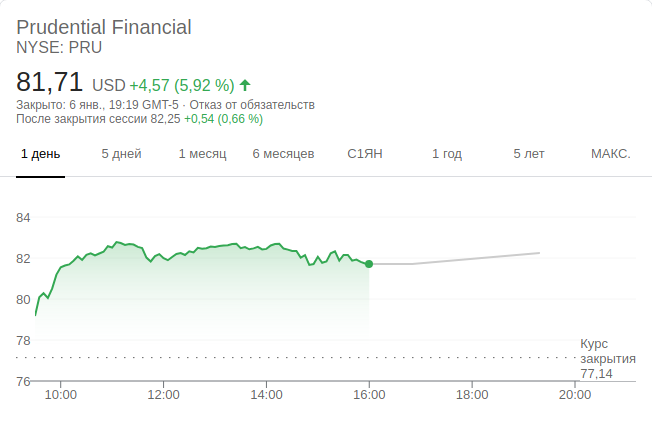 Prudential Financial
NYSE: PRU
81,71 USD +4,57 (5,92 %)
Закрыто: 6 янв., 19:19 GMT-5 · Отказ от обязательств
После закрытия сессии 82,25 +0,54 (0,66 %)
1 день 5 дней 1 месяц 6 месяцев С1ЯН 1 год 5 лет МАКС.
84
82
80
78
Курс
закрытия
77,14
76
10:00 12:00 14:00 16:00 18:00 20:00